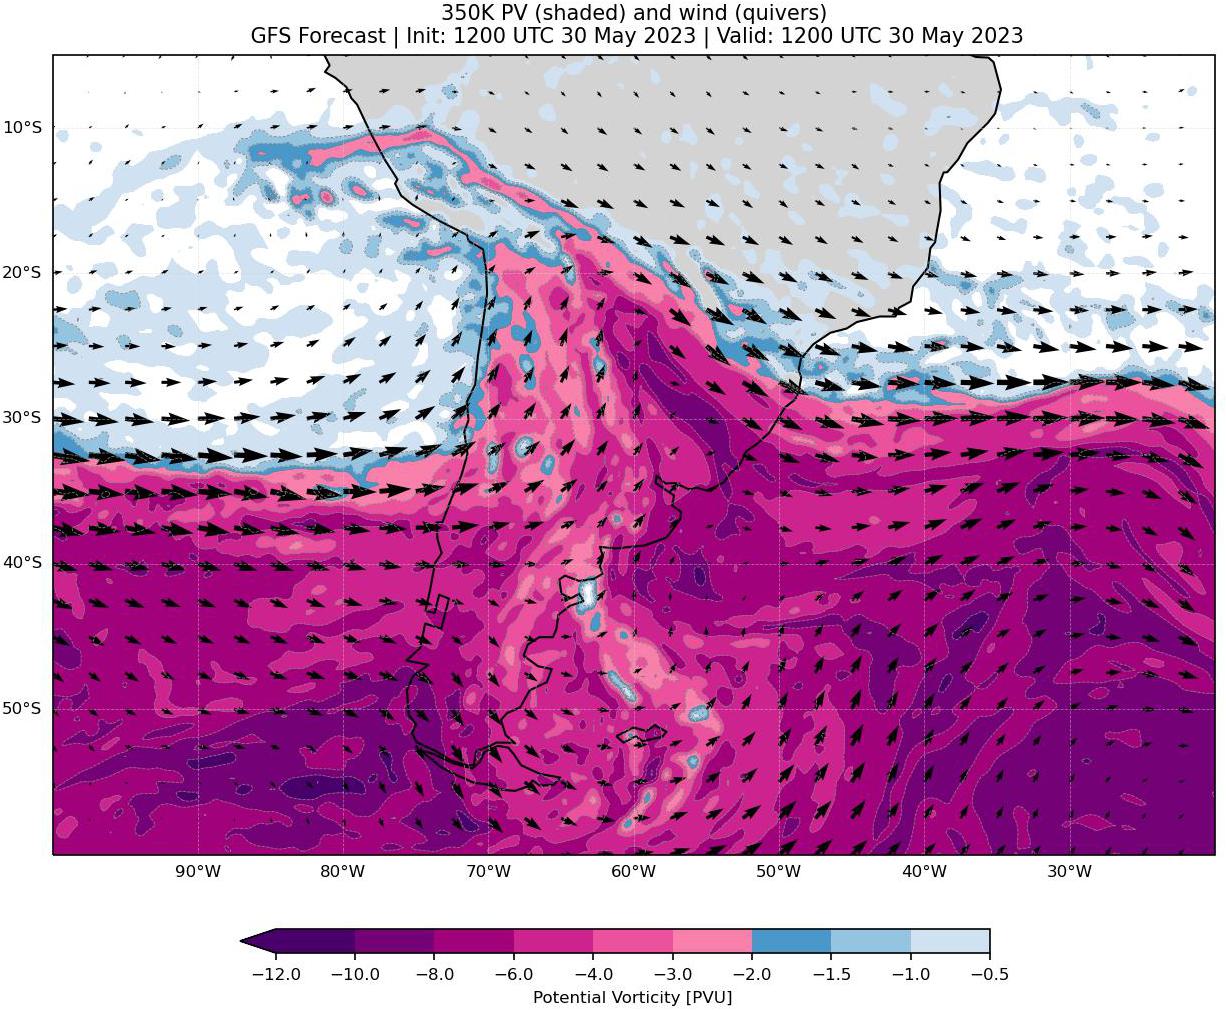 350K PV (shaded) and wind (quivers)
GFS Forecast | Init: 1200 UTC 30 May 2023 | Valid: 1200 UTC 30 May 2023
10°S
20°S
30°S
40°S
50°S
90°W 80°W 70°W 60°W 50°W 40°W 30°W
−12.0 −10.0 −8.0 −6.0 −4.0 −3.0 −2.0 −1.5 −1.0 −0.5
Potential Vorticity [PVU]